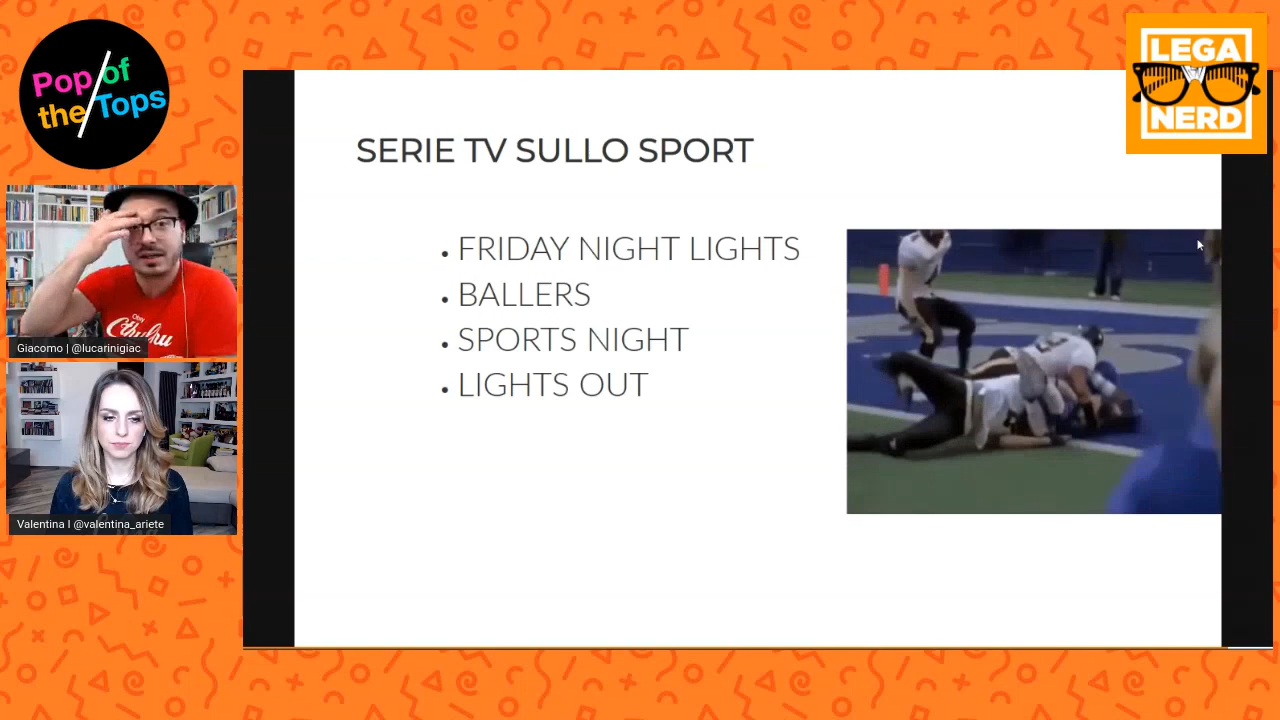 Pop of
the Tops
LEGA
NERD
SERIE TV SULLO SPORT
• FRIDAY NIGHT LIGHTS
• BALLERS
• SPORTS NIGHT
• LIGHTS OUT
Cthulhu
Giacomo | @lucarinigiac
Valentina | @valentina_ariete